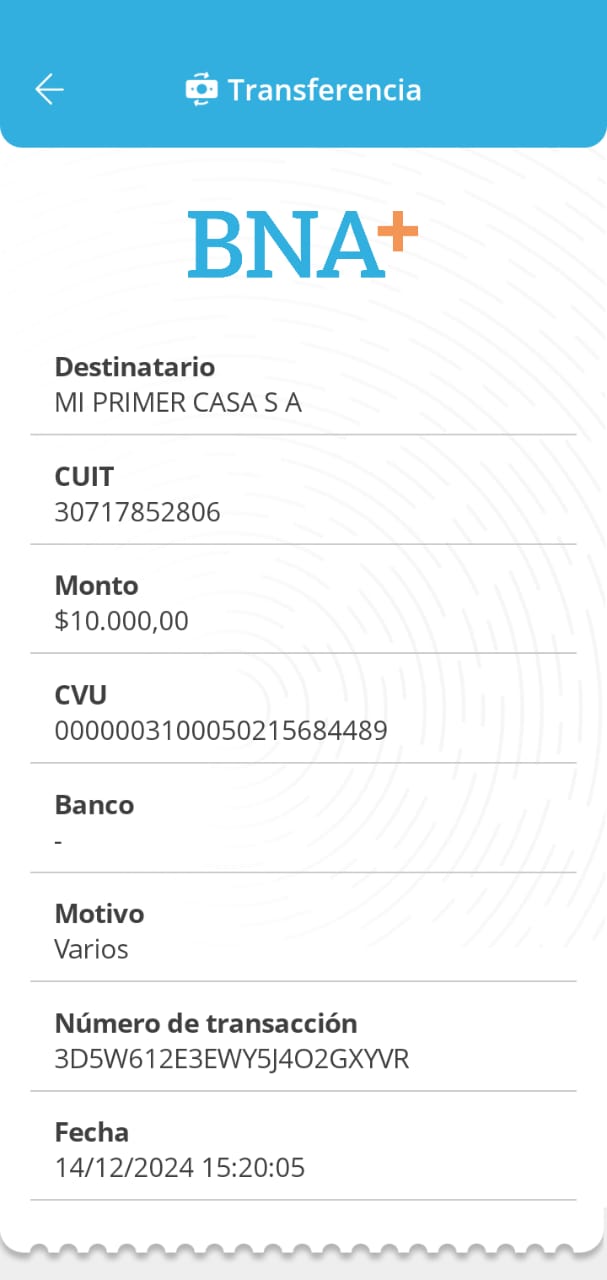 Transferencia
BNA+
Destinatario
MI PRIMER CASA S A
CUIT
30717852806
Monto
$10.000,00
CVU
0000003100050215684489
Banco
-
Motivo
Varios
Número de transacción
3D5W612E3EWY5J4O2GXYVR
Fecha
14/12/2024 15:20:05